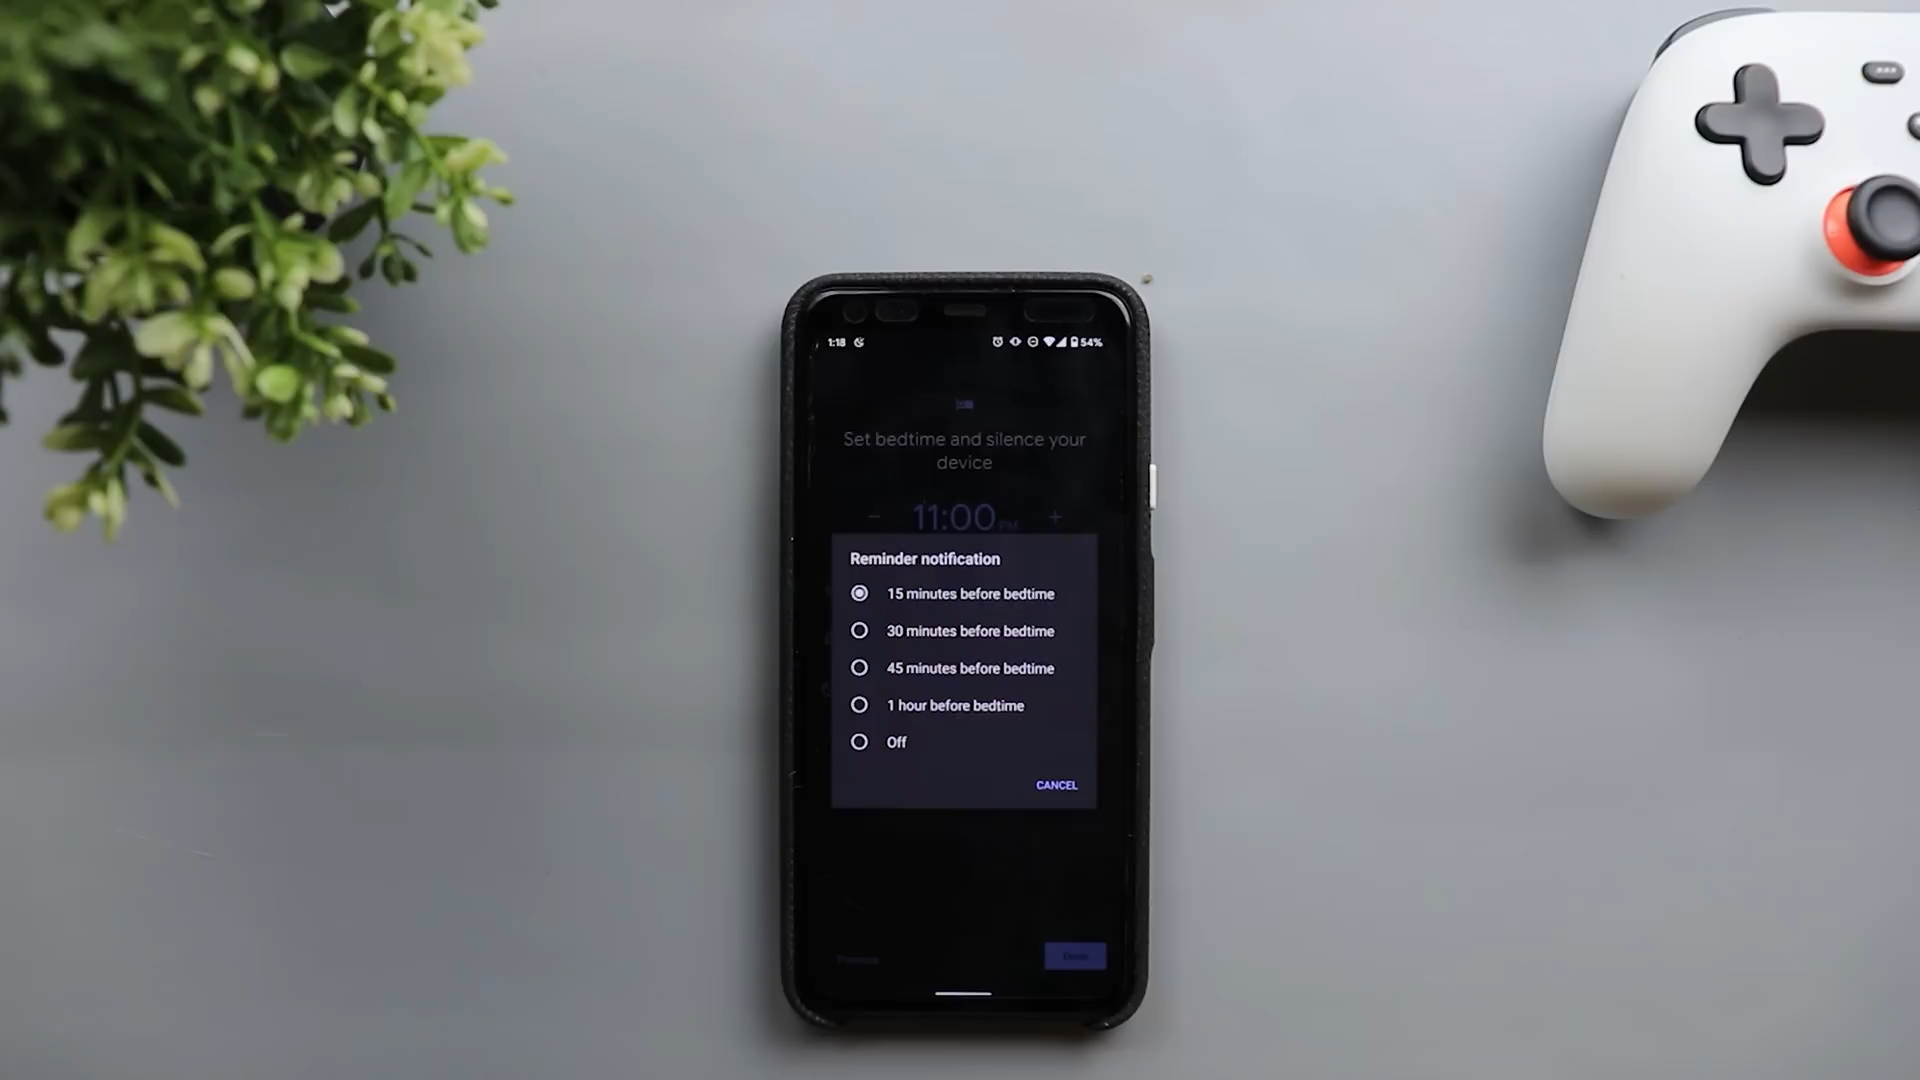 1:18
54%
Set bedtime and silence your
device
− 11:00 PM +
Reminder notification
15 minutes before bedtime
30 minutes before bedtime
45 minutes before bedtime
1 hour before bedtime
Off
CANCEL